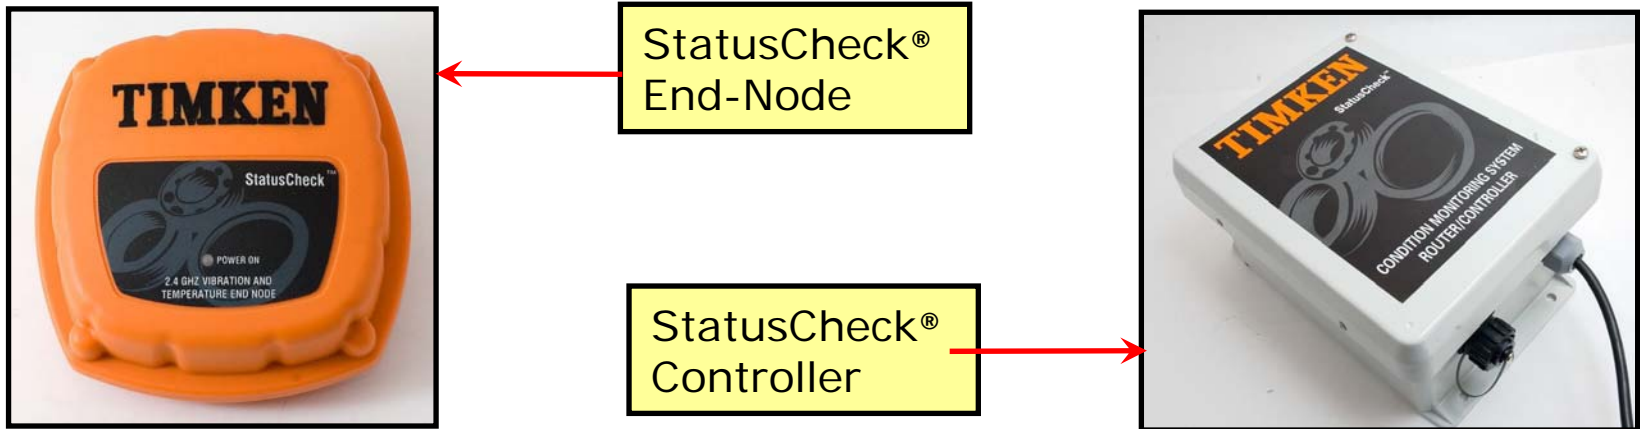 TIMKEN
StatusCheck™
POWER ON
2.4 GHZ VIBRATION AND
TEMPERATURE END NODE
StatusCheck®
End-Node
StatusCheck®
Controller
TIMKEN
StatusCheck™
CONDITION MONITORING SYSTEM
ROUTER/CONTROLLER